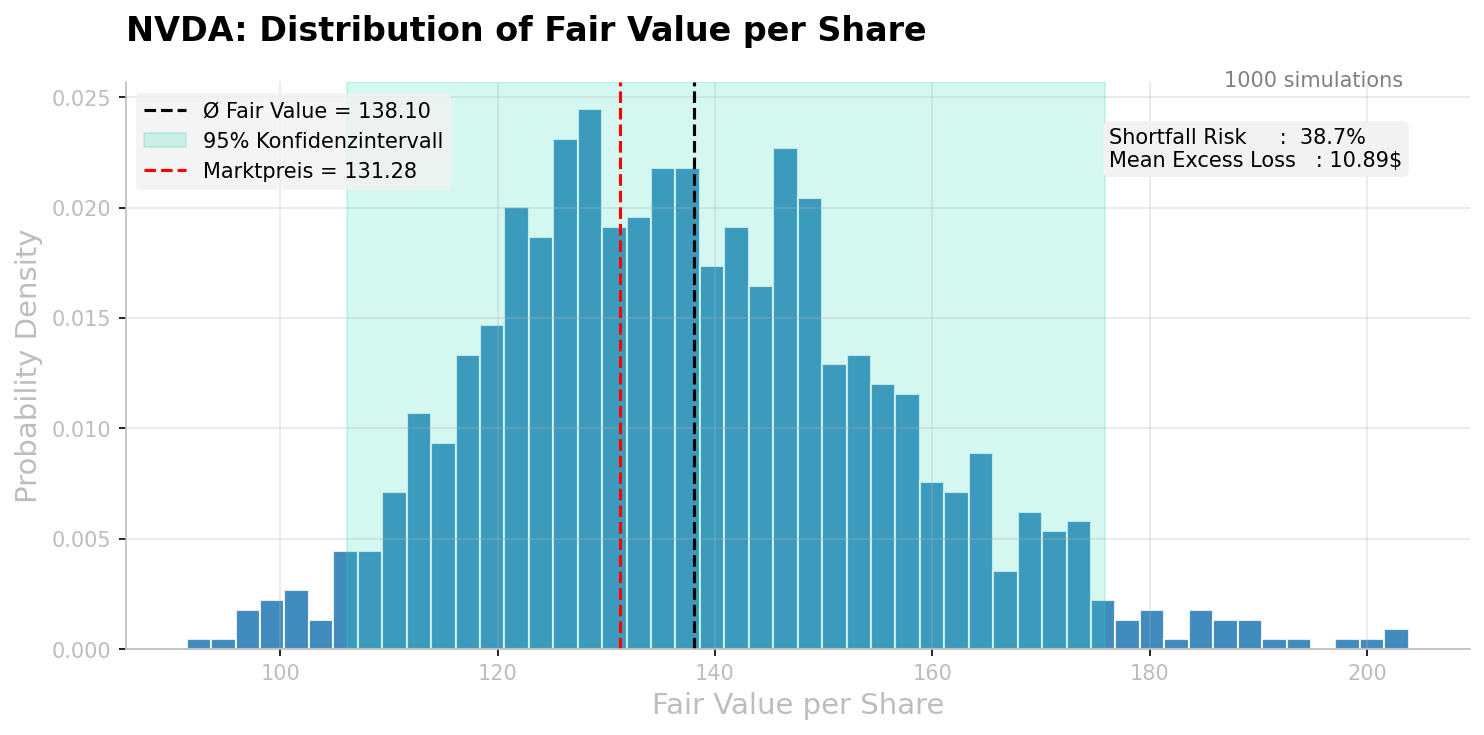 NVDA: Distribution of Fair Value per Share
1000 simulations
Ø Fair Value = 138.10
95% Konfidenzintervall
Marktpreis = 131.28
Shortfall Risk : 38.7%
Mean Excess Loss : 10.89$
Probability Density
0.025
0.020
0.015
0.010
0.005
0.000
100 120 140 160 180 200
Fair Value per Share